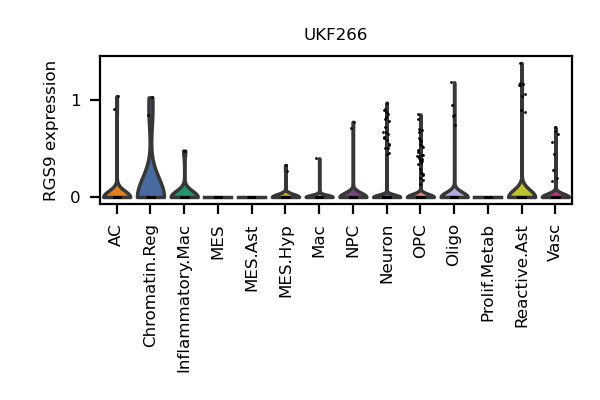 UKF266
RGS9 expression
1
0
AC
Chromatin.Reg
Inflammatory.Mac
MES
MES.Ast
MES.Hyp
Mac
NPC
Neuron
OPC
Oligo
Prolif.Metab
Reactive.Ast
Vasc